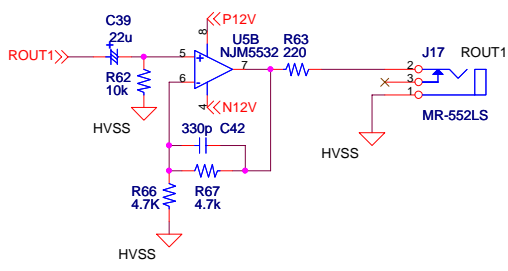 C39
22u
8
P12V
U5B
NJM5532
R63
220
J17
ROUT1
ROUT1
5
+
7
2
R62
10k
6
-
3
4
N12V
1
HVSS
330p
C42
MR-552LS
HVSS
R66
4.7K
R67
4.7k
HVSS